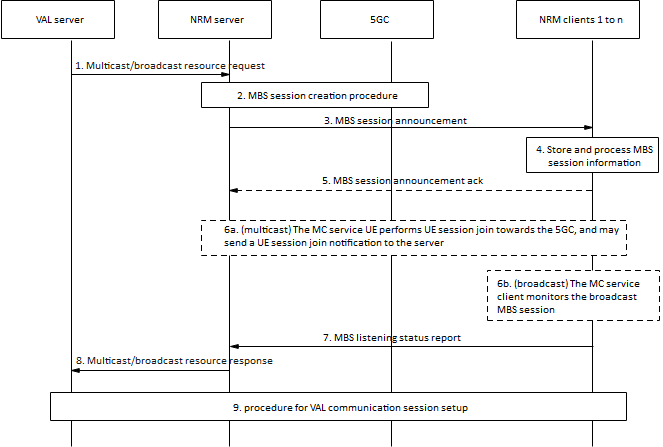 VAL server
NRM server
5GC
NRM clients 1 to n
1. Multicast/broadcast resource request
2. MBS session creation procedure
3. MBS session announcement
4. Store and process MBS
session information
5. MBS session announcement ack
6a. (multicast) The MC service UE performs UE session join towards the 5GC, and may
send a UE session join notification to the server
6b. (broadcast) The MC service
client monitors the broadcast
MBS session
7. MBS listening status report
8. Multicast/broadcast resource response
9. procedure for VAL communication session setup